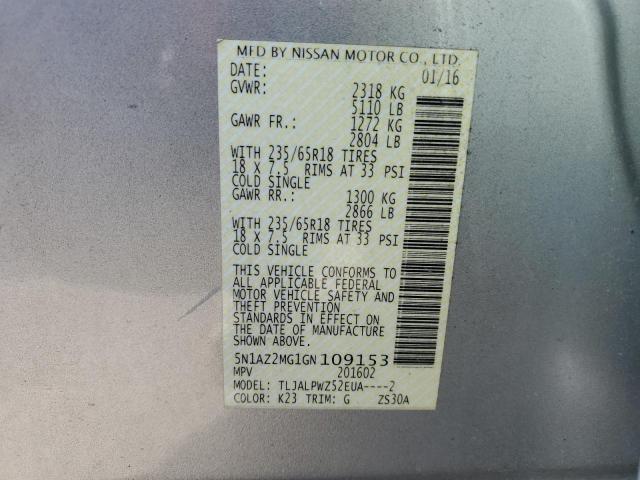 MFD BY NISSAN MOTOR CO., LTD.
DATE: 01/16
GVWR: 2318 KG
5110 LB
GAWR FR.: 1272 KG
2804 LB
WITH 235/65R18 TIRES
18 X 7.5 RIMS AT 33 PSI
COLD SINGLE
GAWR RR.: 1300 KG
2866 LB
WITH 235/65R18 TIRES
18 X 7.5 RIMS AT 33 PSI
COLD SINGLE
THIS VEHICLE CONFORMS TO
ALL APPLICABLE FEDERAL
MOTOR VEHICLE SAFETY AND
THEFT PREVENTION
STANDARDS IN EFFECT ON
THE DATE OF MANUFACTURE
SHOWN ABOVE.
5N1AZ2MG1GN109153
MPV 201602
MODEL: TLJALPWZ52EUA----2
COLOR: K23 TRIM: G ZS30A